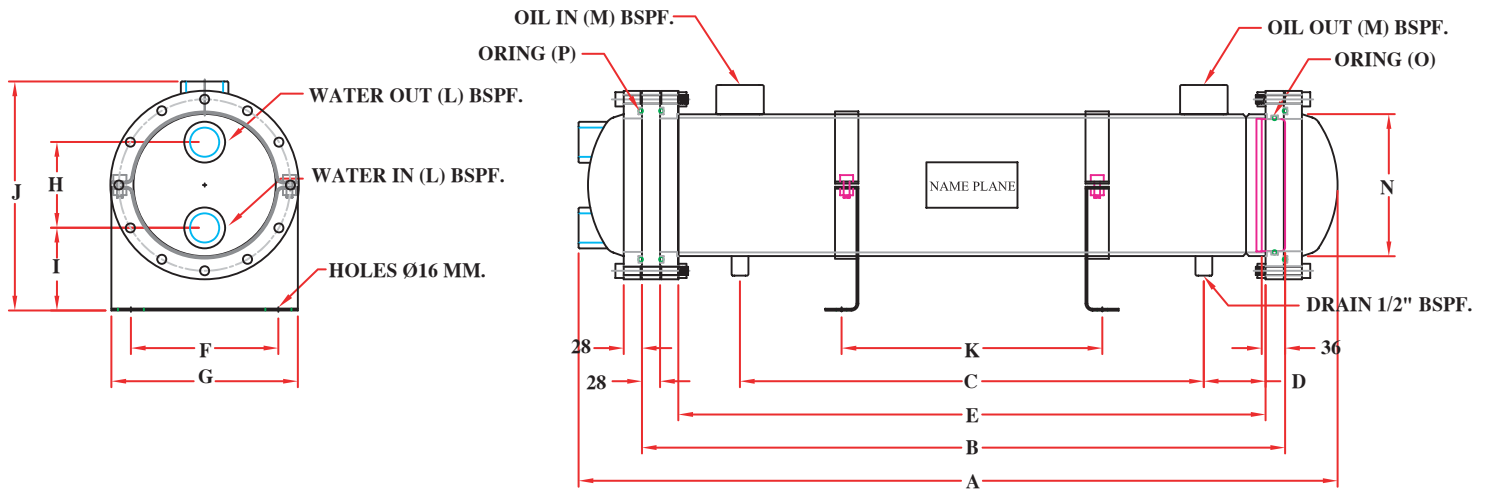 OIL IN (M) BSPF.
OIL OUT (M) BSPF.
ORING (P)
ORING (O)
WATER OUT (L) BSPF.
J
H
WATER IN (L) BSPF.
NAME PLANE
N
I
HOLES Ø16 MM.
DRAIN 1/2" BSPF.
F
28
K
36
G
28
C
D
E
B
A